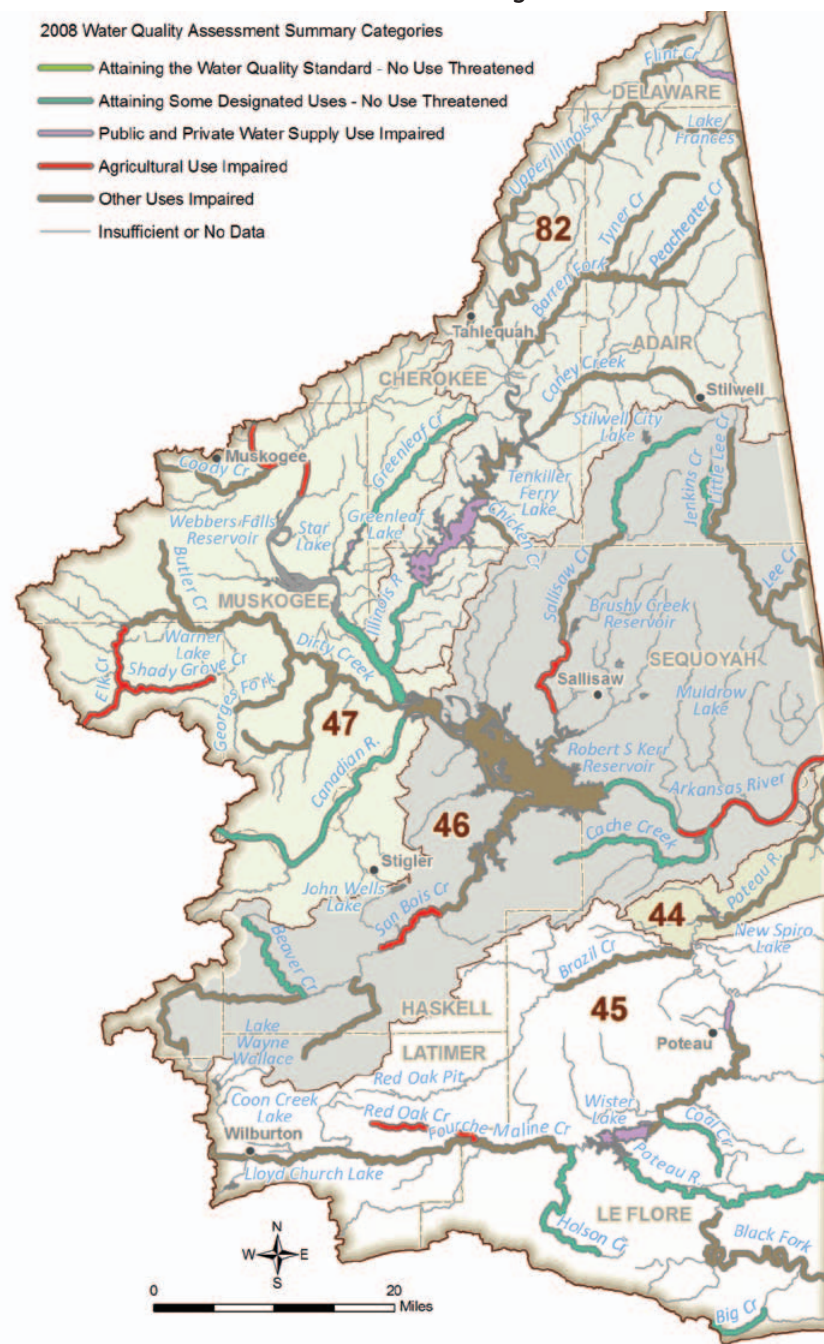 2008 Water Quality Assessment Summary Categories
Attaining the Water Quality Standard - No Use Threatened
Attaining Some Designated Uses - No Use Threatened
Public and Private Water Supply Use Impaired
Agricultural Use Impaired
Other Uses Impaired
Insufficient or No Data
Flint Cr
DELAWARE
Lake
Frances
Upper Illinois R
Tyner Cr
Peacheater Cr
82
Barren Fork
Tahlequah
ADAIR
CHEROKEE
Caney Creek
Stilwell
Stilwell City
Lake
Greenleaf Cr
Muskogee
Coody Cr
Tenkiller
Ferry
Lake
Jenkins Cr
Little Lee Cr
Webbers Falls
Reservoir
Star
Lake
Greenleaf
Lake
Chicken Cr
Butler Cr
Lee Cr
Sallisaw Cr
MUSKOGEE
Illinois R
Brushy Creek
Reservoir
Warner
Lake
Dirty Creek
Elk Cr
Shady Grove Cr
SEQUOYAH
Sallisaw
Muldrow
Lake
Georges Fork
47
Canadian R.
Robert S Kerr
Reservoir
Arkansas River
46
Cache Creek
Stigler
John Wells
Lake
San Bois Cr
Poteau R.
44
New Spiro
Lake
Beaver Cr
Brazil Cr
HASKELL
45
Lake
Wayne
Wallace
LATIMER
Poteau
Red Oak Pit
Coon Creek
Lake
Red Oak Cr
Wister
Lake
Fourche Maline Cr
Coal Cr
Wilburton
Lloyd Church Lake
Poteau R.
LE FLORE
Holson Cr
Black Fork
N
W E
S
0 20
Miles
Big Cr